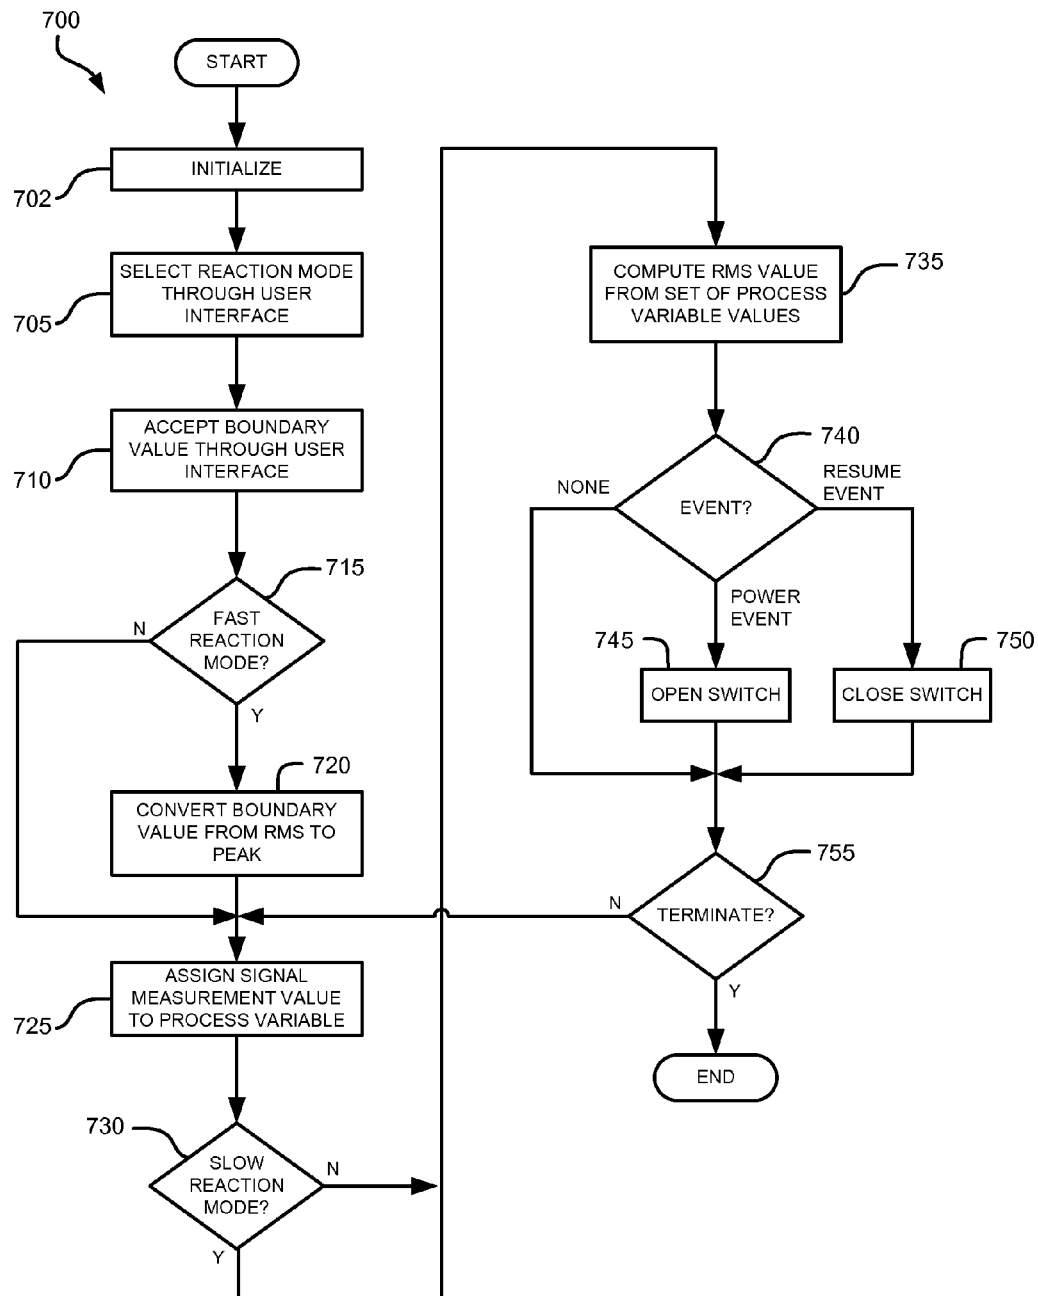 700
START
INITIALIZE
702
SELECT REACTION MODE
THROUGH USER
INTERFACE
705
ACCEPT BOUNDARY
VALUE THROUGH USER
INTERFACE
710
715
FAST
REACTION
MODE?
N
Y
720
CONVERT BOUNDARY
VALUE FROM RMS TO
PEAK
ASSIGN SIGNAL
MEASUREMENT VALUE
TO PROCESS VARIABLE
725
730
SLOW
REACTION
MODE?
N
Y
735
COMPUTE RMS VALUE
FROM SET OF PROCESS
VARIABLE VALUES
740
EVENT?
NONE
RESUME
EVENT
POWER
EVENT
745
OPEN SWITCH
750
CLOSE SWITCH
755
TERMINATE?
N
Y
END